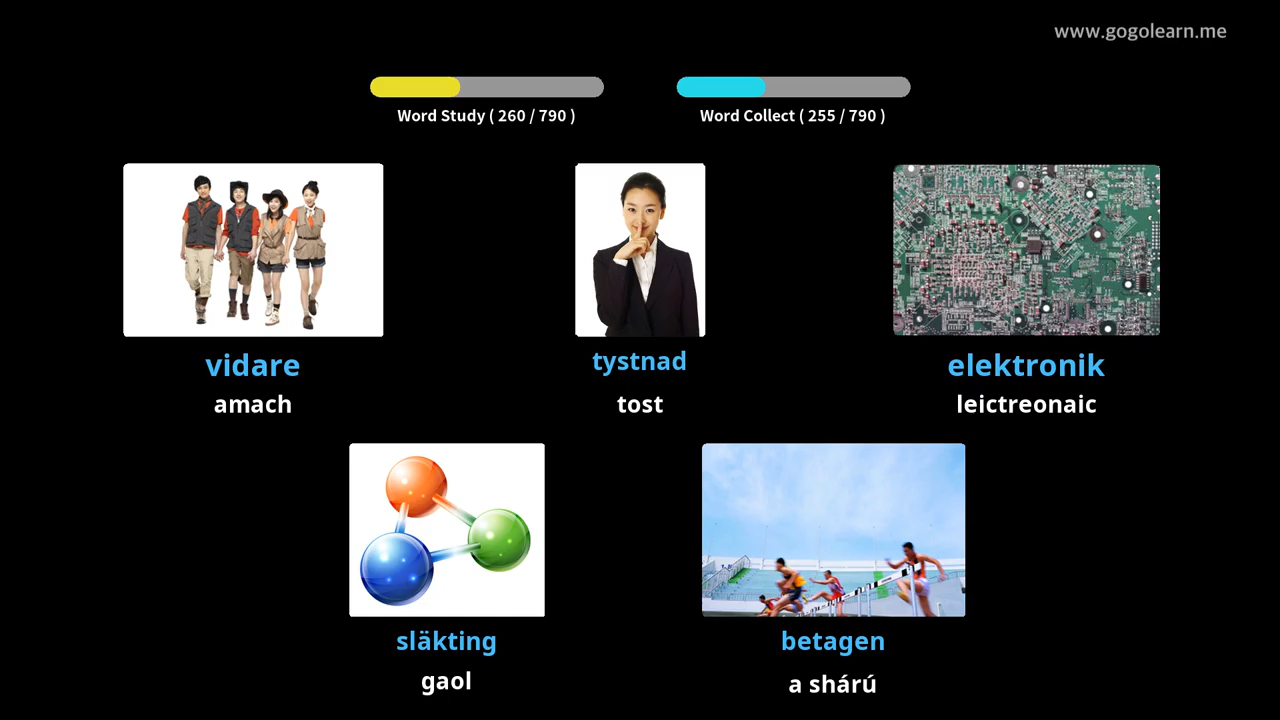 www.gogolearn.me
Word Study ( 260 / 790 )
Word Collect ( 255 / 790 )
vidare
amach
tystnad
tost
elektronik
leictreonaic
släkting
gaol
betagen
a shárú